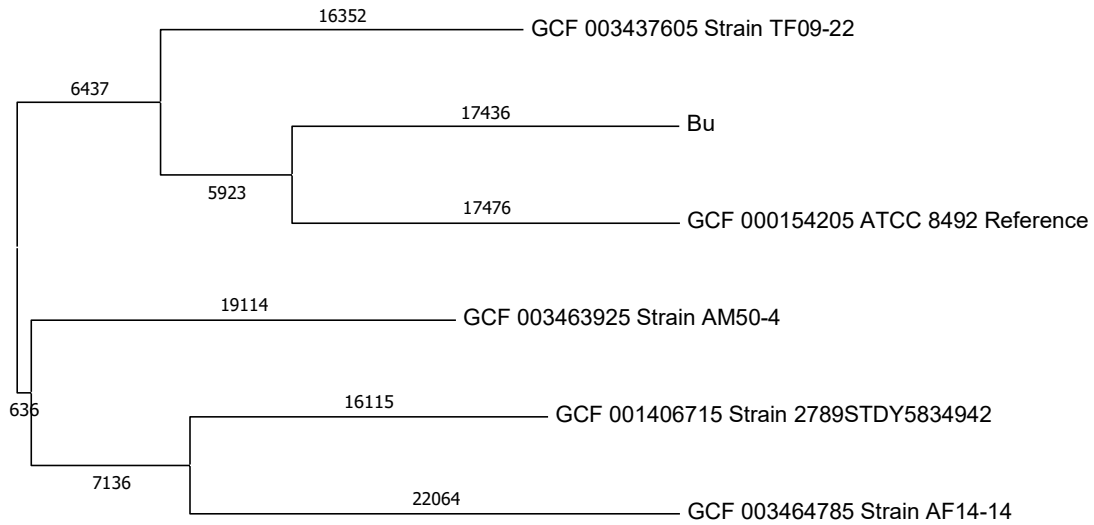 16352
GCF 003437605 Strain TF09-22
6437
17436
Bu
5923
17476
GCF 000154205 ATCC 8492 Reference
19114
GCF 003463925 Strain AM50-4
636
16115
GCF 001406715 Strain 2789STDY5834942
7136
22064
GCF 003464785 Strain AF14-14